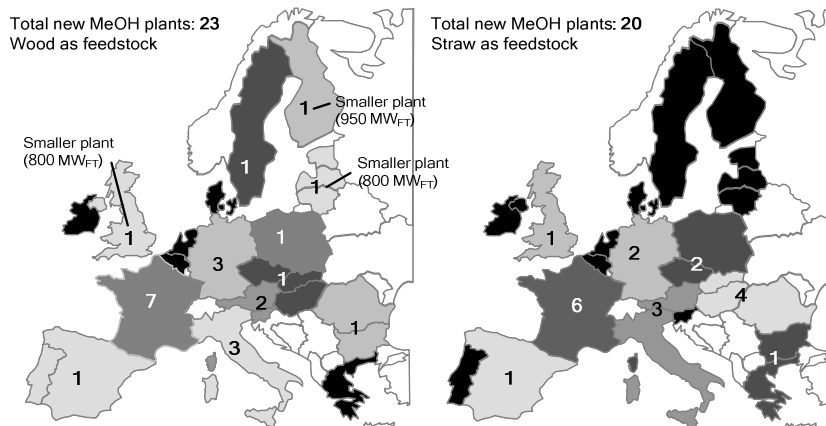 Total new MeOH plants: 23
Wood as feedstock
Smaller plant
(950 MWFT)
1
Smaller plant
(800 MWFT)
1
Smaller plant
(800 MWFT)
1
1
1
1
3
1
7
2
1
3
1
Total new MeOH plants: 20
Straw as feedstock
1
2
2
4
6
3
1
1